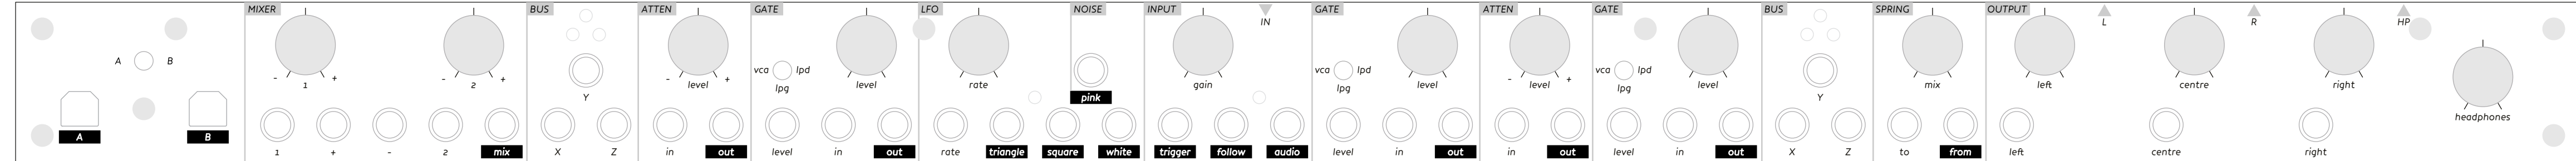 MIXER BUS ATTEN GATE LFO NOISE INPUT IN GATE ATTEN GATE BUS SPRING OUTPUT L R HP
A B
vca lpd vca lpd vca lpd
- 1 + - 2 + - level + lpg level rate gain lpg level - level + lpg level mix left centre right
Y pink Y
headphones
A B
1 + - 2 mix X Z in out level in out rate triangle square white trigger follow audio level in out in out level in out X Z to from left centre right